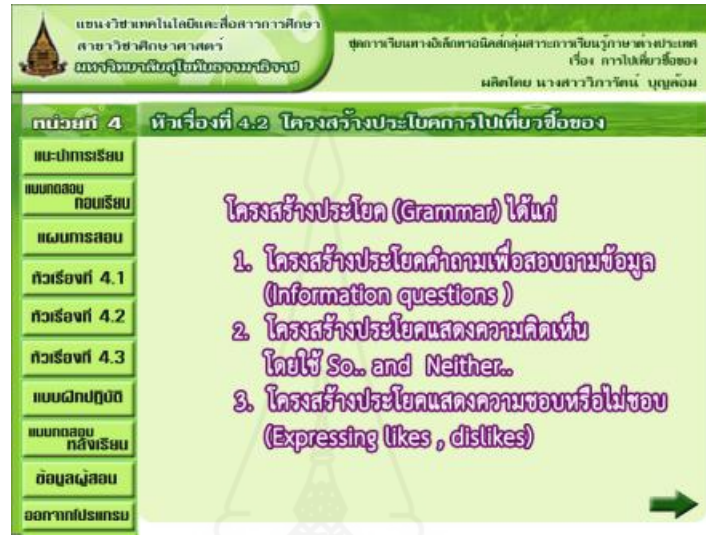 แขนงวิชาเทคโนโลยีและสื่อสารการศึกษา
สาขาวิชาศึกษาศาสตร์
มหาวิทยาลัยสุโขทัยธรรมาธิราช
ชุดการเรียนทางอิเล็กทรอนิคส์กลุ่มสาระการเรียนรู้ภาษาต่างประเทศ
เรื่อง การไปเที่ยวซื้อของ
ผลิตโดย นางสาววิภารัตน์ บุญค้อม
หน่วยที่ 4
หัวเรื่องที่ 4.2 โครงสร้างประโยคการไปเที่ยวซื้อของ
แนะนำการเรียน
แบบทดสอบ
ก่อนเรียน
แผนการสอน
หัวเรื่องที่ 4.1
หัวเรื่องที่ 4.2
หัวเรื่องที่ 4.3
แบบฝึกปฏิบัติ
แบบทดสอบ
หลังเรียน
ข้อมูลผู้สอน
ออกจากโปรแกรม
โครงสร้างประโยค (Grammar) ได้แก่
1. โครงสร้างประโยคคำถามเพื่อสอบถามข้อมูล
(Information questions )
2. โครงสร้างประโยคแสดงความคิดเห็น
โดยใช้ So.. and Neither..
3. โครงสร้างประโยคแสดงความชอบหรือไม่ชอบ
(Expressing likes , dislikes)